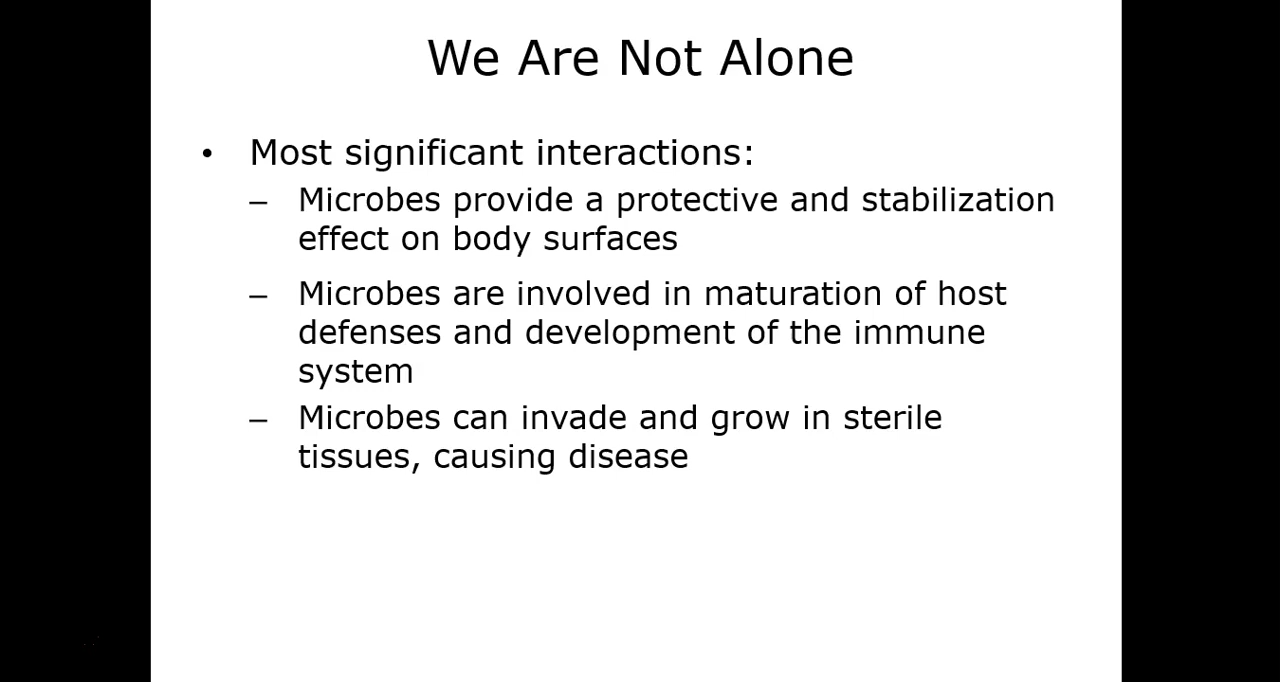 We Are Not Alone
• Most significant interactions:
– Microbes provide a protective and stabilization
effect on body surfaces
– Microbes are involved in maturation of host
defenses and development of the immune
system
– Microbes can invade and grow in sterile
tissues, causing disease